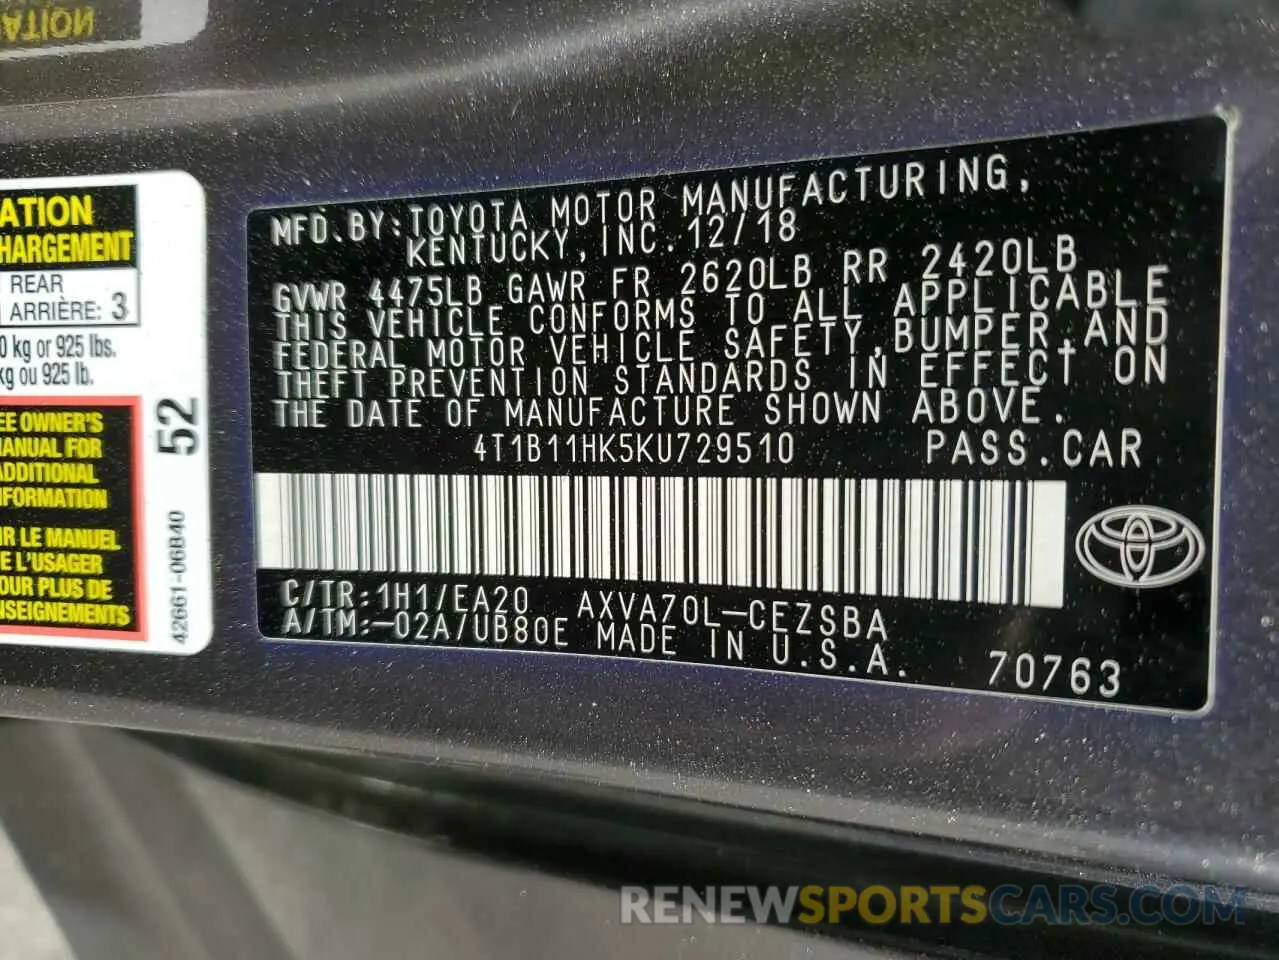 ATION
ATION
HARGEMENT
REAR
ARRIÈRE: 3
0 kg or 925 lbs.
kg ou 925 lb.
EE OWNER'S
MANUAL FOR
ADDITIONAL
NFORMATION
IR LE MANUEL
E L'USAGER
OUR PLUS DE
NSEIGNEMENTS
52
42661-06B40
MFD.BY: TOYOTA MOTOR MANUFACTURING,
KENTUCKY, INC. 12/18
GVWR 4475LB GAWR FR 2620LB RR 2420LB
THIS VEHICLE CONFORMS TO ALL APPLICABLE
FEDERAL MOTOR VEHICLE SAFETY, BUMPER, AND
THEFT PREVENTION STANDARDS IN EFFECT ON
THE DATE OF MANUFACTURE SHOWN ABOVE.
4T1B11HK5KU729510 PASS.CAR
C/TR: 1H1/EA20 AXVA70L-CEZSBA
A/TM: -02A/UB80E MADE IN U.S.A. 70763
RENEWSPORTSCARS.COM